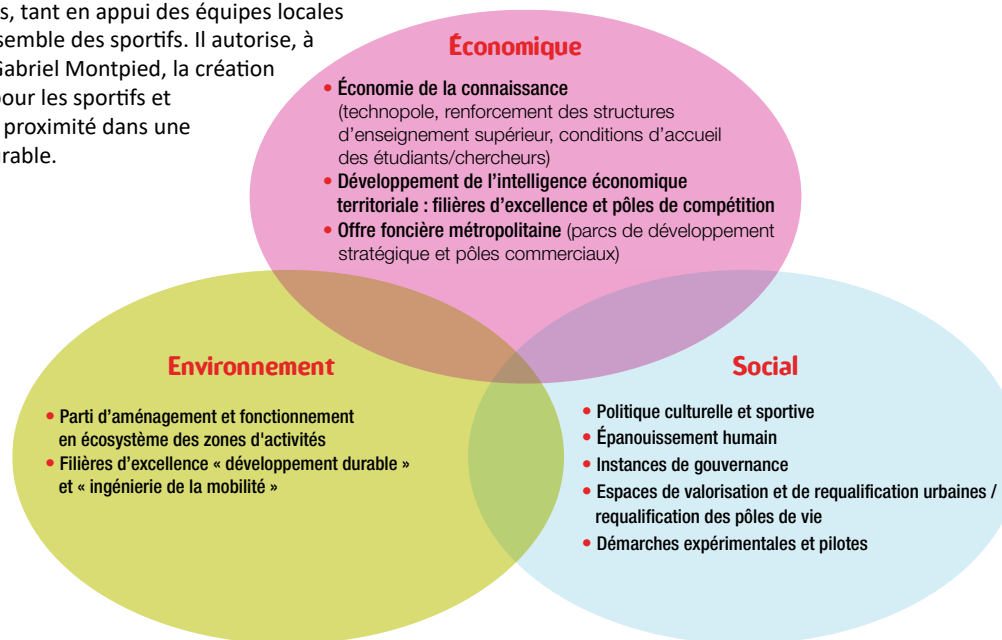 s, tant en appui des équipes locales
semble des sportifs. Il autorise, à
Gabriel Montpied, la création
pour les sportifs et
proximité dans une
rable.
Économique
• Économie de la connaissance
(technopole, renforcement des structures
d'enseignement supérieur, conditions d'accueil
des étudiants/chercheurs)
• Développement de l'intelligence économique
territoriale : filières d'excellence et pôles de compétition
• Offre foncière métropolitaine (parcs de développement
stratégique et pôles commerciaux)
Environnement
• Parti d'aménagement et fonctionnement
en écosystème des zones d'activités
• Filières d'excellence « développement durable »
et « ingénierie de la mobilité »
Social
• Politique culturelle et sportive
• Épanouissement humain
• Instances de gouvernance
• Espaces de valorisation et de requalification urbaines /
requalification des pôles de vie
• Démarches expérimentales et pilotes